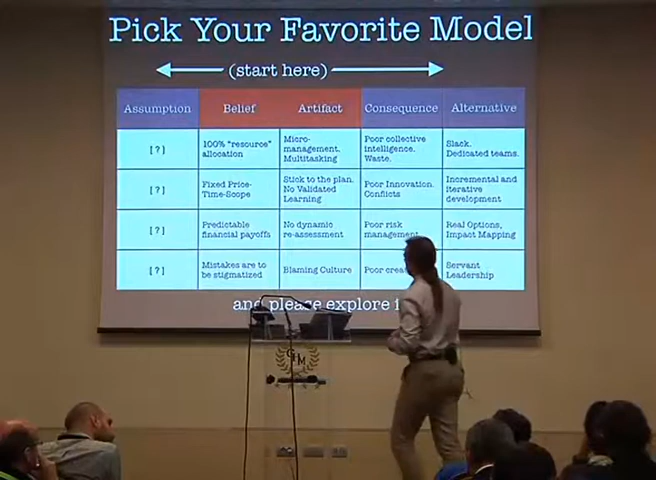 Pick Your Favorite Model
(start here)
Assumption Belief Artifact Consequence Alternative
[?] 100% "resource" allocation Micro-management. Multitasking Poor collective intelligence. Waste. Slack. Dedicated teams.
[?] Fixed Price-Time-Scope Stick to the plan. No Validated Learning Poor Innovation. Conflicts Incremental and iterative development
[?] Predictable financial payoffs No dynamic re-assessment Poor risk management Real Options, Impact Mapping
[?] Mistakes are to be stigmatized Blaming Culture Poor Servant Leadership
and please explore
GHM